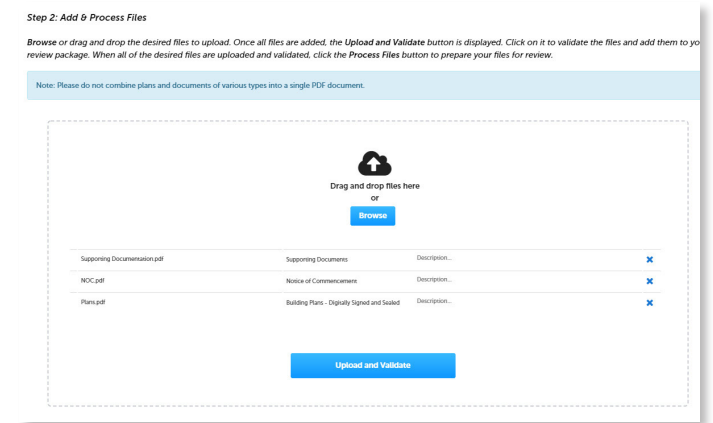 Step 2: Add & Process Files
Browse or drag and drop the desired files to upload. Once all files are added, the Upload and Validate button is displayed. Click on it to validate the files and add them to
review package. When all of the desired files are uploaded and validated, click the Process Files button to prepare your files for review.
Note: Please do not combine plans and documents of various types into a single PDF document.
Drag and drop files here
or
Browse
Supporting Documentation.pdf Supporting Documents Description...
NOC.pdf Notice of Commencement Description...
Plans.pdf Building Plans - Digitally Signed and Sealed Description...
Upload and Validate